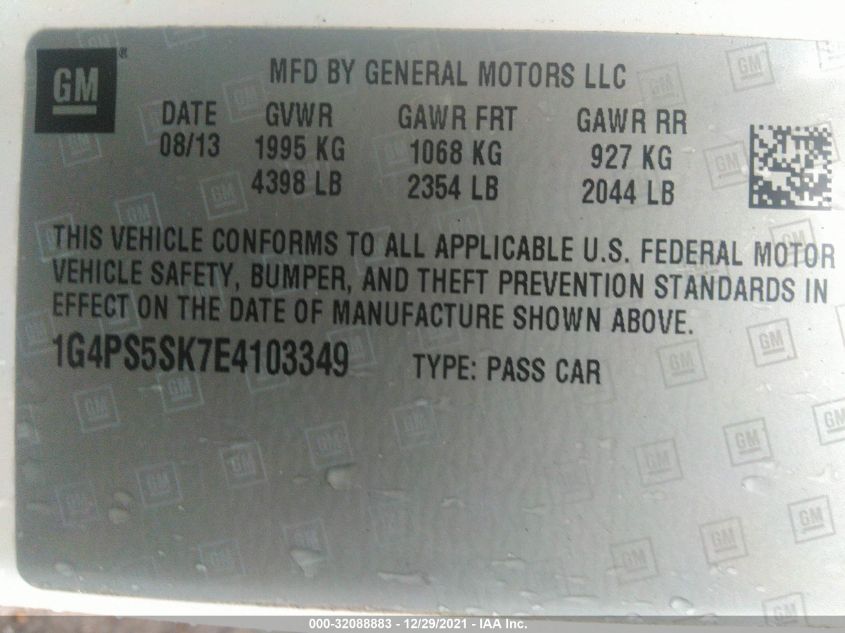 GM
MFD BY GENERAL MOTORS LLC
DATE GVWR GAWR FRT GAWR RR
08/13 1995 KG 1068 KG 927 KG
4398 LB 2354 LB 2044 LB
THIS VEHICLE CONFORMS TO ALL APPLICABLE U.S. FEDERAL MOTOR
VEHICLE SAFETY, BUMPER, AND THEFT PREVENTION STANDARDS IN
EFFECT ON THE DATE OF MANUFACTURE SHOWN ABOVE.
1G4PS5SK7E4103349 TYPE: PASS CAR
000-32088883 - 12/29/2021 - IAA Inc.